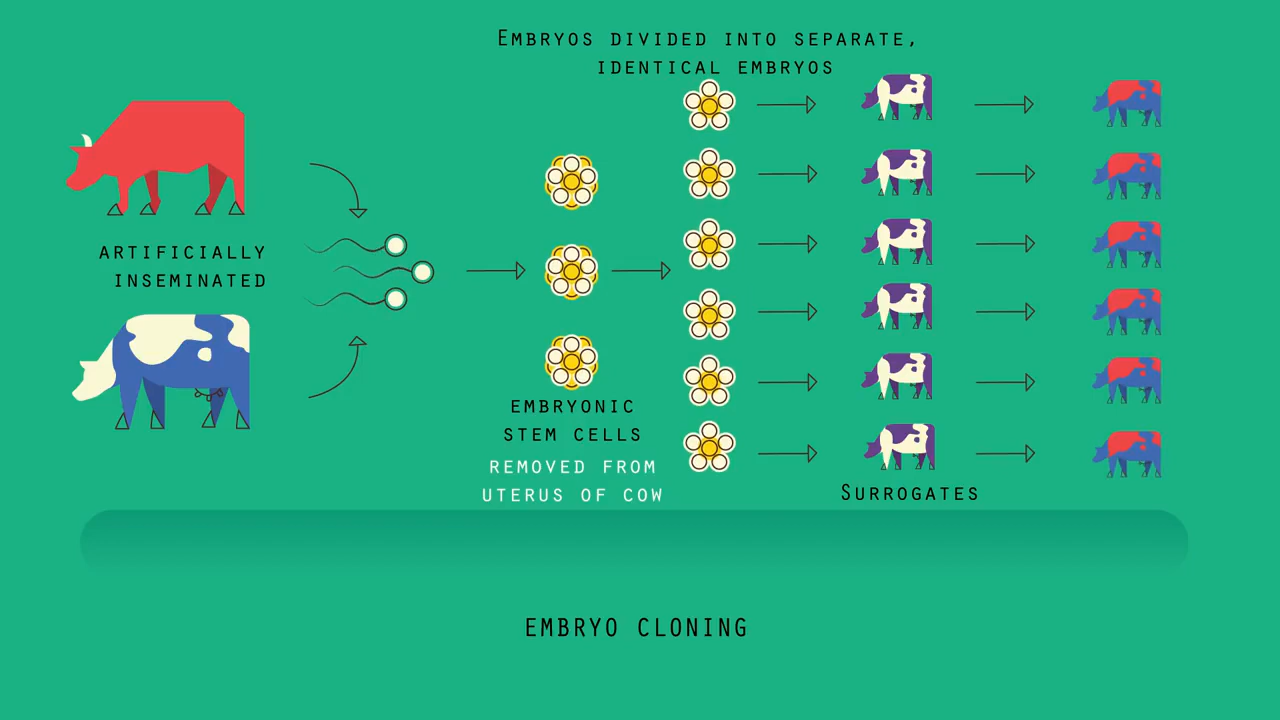 EMBRYOS DIVIDED INTO SEPARATE,
IDENTICAL EMBRYOS
ARTIFICIALLY
INSEMINATED
EMBRYONIC
STEM CELLS
REMOVED FROM
UTERUS OF COW
SURROGATES
EMBRYO CLONING